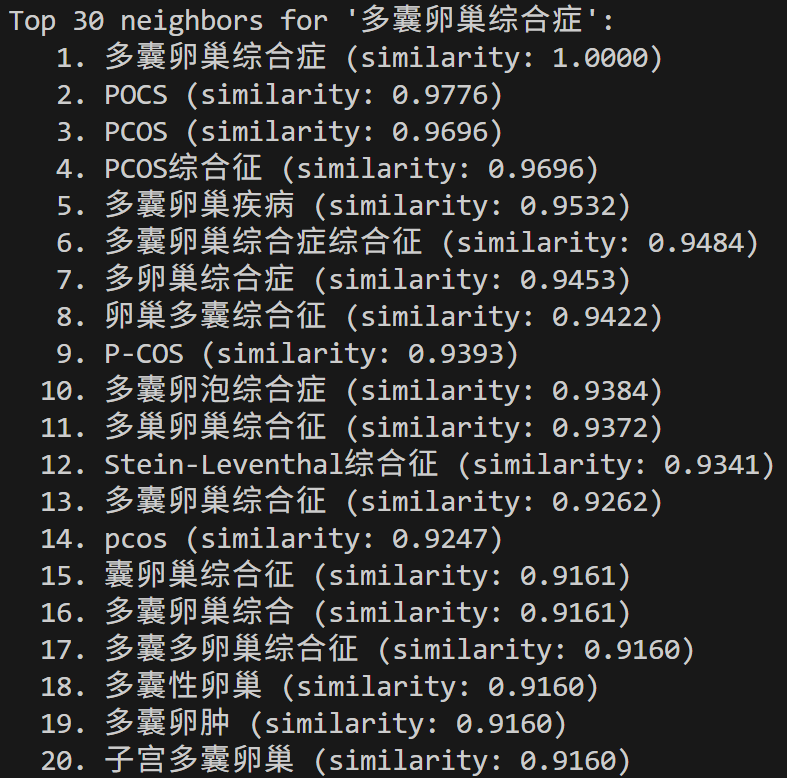 Top 30 neighbors for '多囊卵巢综合症':
1. 多囊卵巢综合症 (similarity: 1.0000)
2. POCS (similarity: 0.9776)
3. PCOS (similarity: 0.9696)
4. PCOS综合征 (similarity: 0.9696)
5. 多囊卵巢疾病 (similarity: 0.9532)
6. 多囊卵巢综合症综合征 (similarity: 0.9484)
7. 多卵巢综合症 (similarity: 0.9453)
8. 卵巢多囊综合征 (similarity: 0.9422)
9. P-COS (similarity: 0.9393)
10. 多囊卵泡综合症 (similarity: 0.9384)
11. 多巢卵巢综合征 (similarity: 0.9372)
12. Stein-Leventhal综合征 (similarity: 0.9341)
13. 多囊卵巢综合征 (similarity: 0.9262)
14. pcos (similarity: 0.9247)
15. 囊卵巢综合征 (similarity: 0.9161)
16. 多囊卵巢综合 (similarity: 0.9161)
17. 多囊多卵巢综合征 (similarity: 0.9160)
18. 多囊性卵巢 (similarity: 0.9160)
19. 多囊卵肿 (similarity: 0.9160)
20. 子宫多囊卵巢 (similarity: 0.9160)